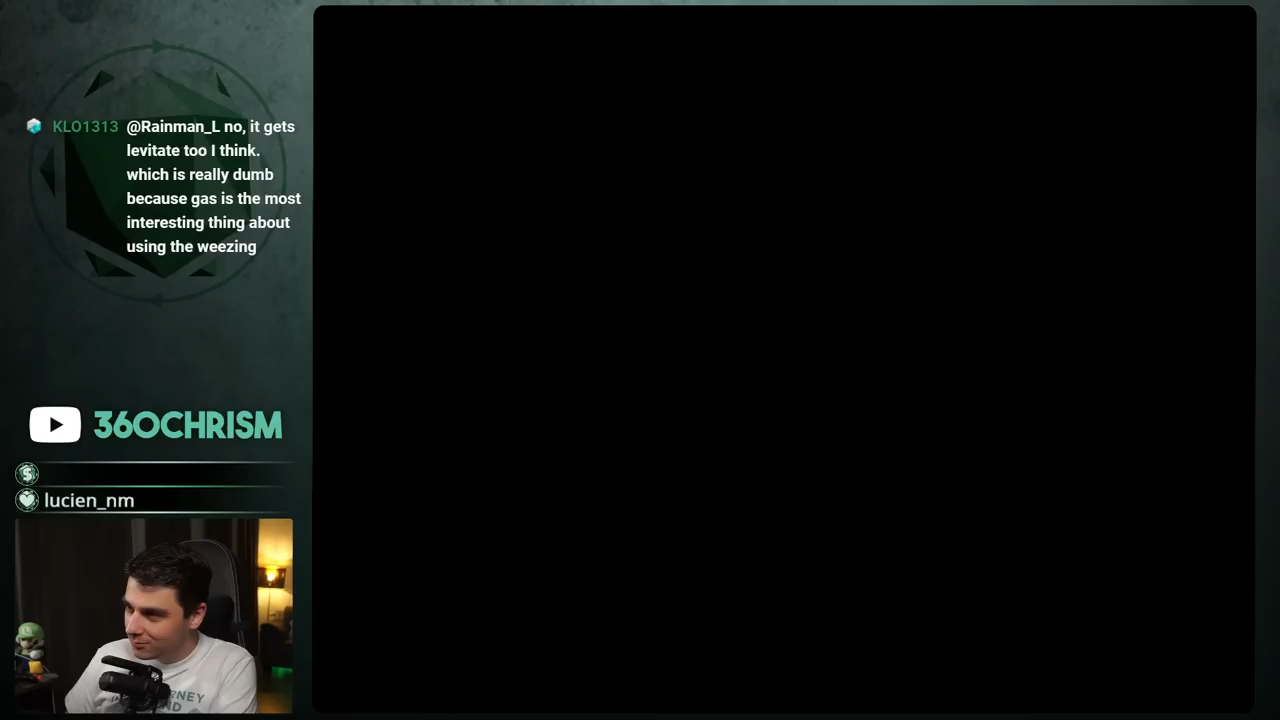 KLO1313 @Rainman_L no, it gets
levitate too I think.
which is really dumb
because gas is the most
interesting thing about
using the weezing
360CHRISM
lucien_nm